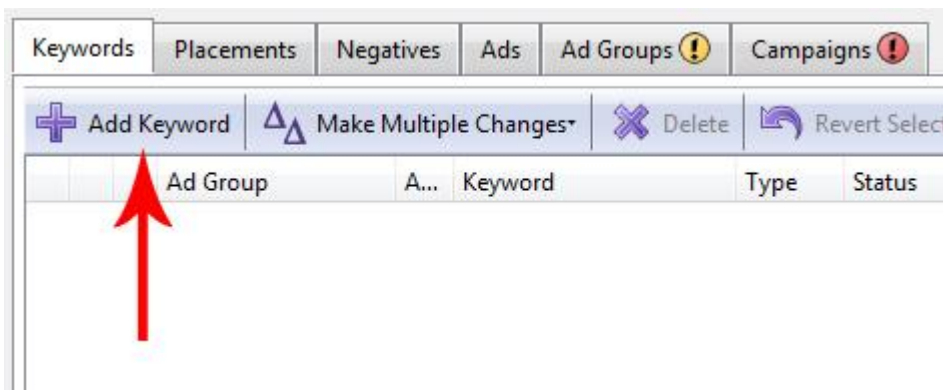 Keywords Placements Negatives Ads Ad Groups Campaigns
Add Keyword Make Multiple Changes Delete Revert Selec
Ad Group A... Keyword Type Status